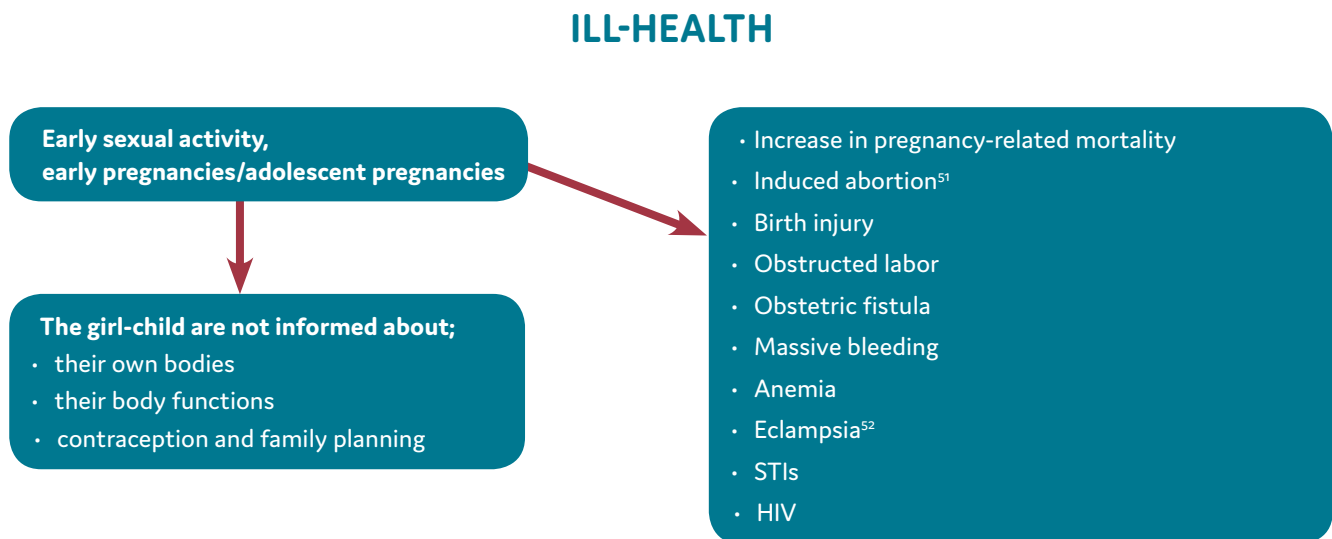 ILL-HEALTH
Early sexual activity,
early pregnancies/adolescent pregnancies
The girl-child are not informed about;
• their own bodies
• their body functions
• contraception and family planning
• Increase in pregnancy-related mortality
• Induced abortion⁵¹
• Birth injury
• Obstructed labor
• Obstetric fistula
• Massive bleeding
• Anemia
• Eclampsia⁵²
• STIs
• HIV